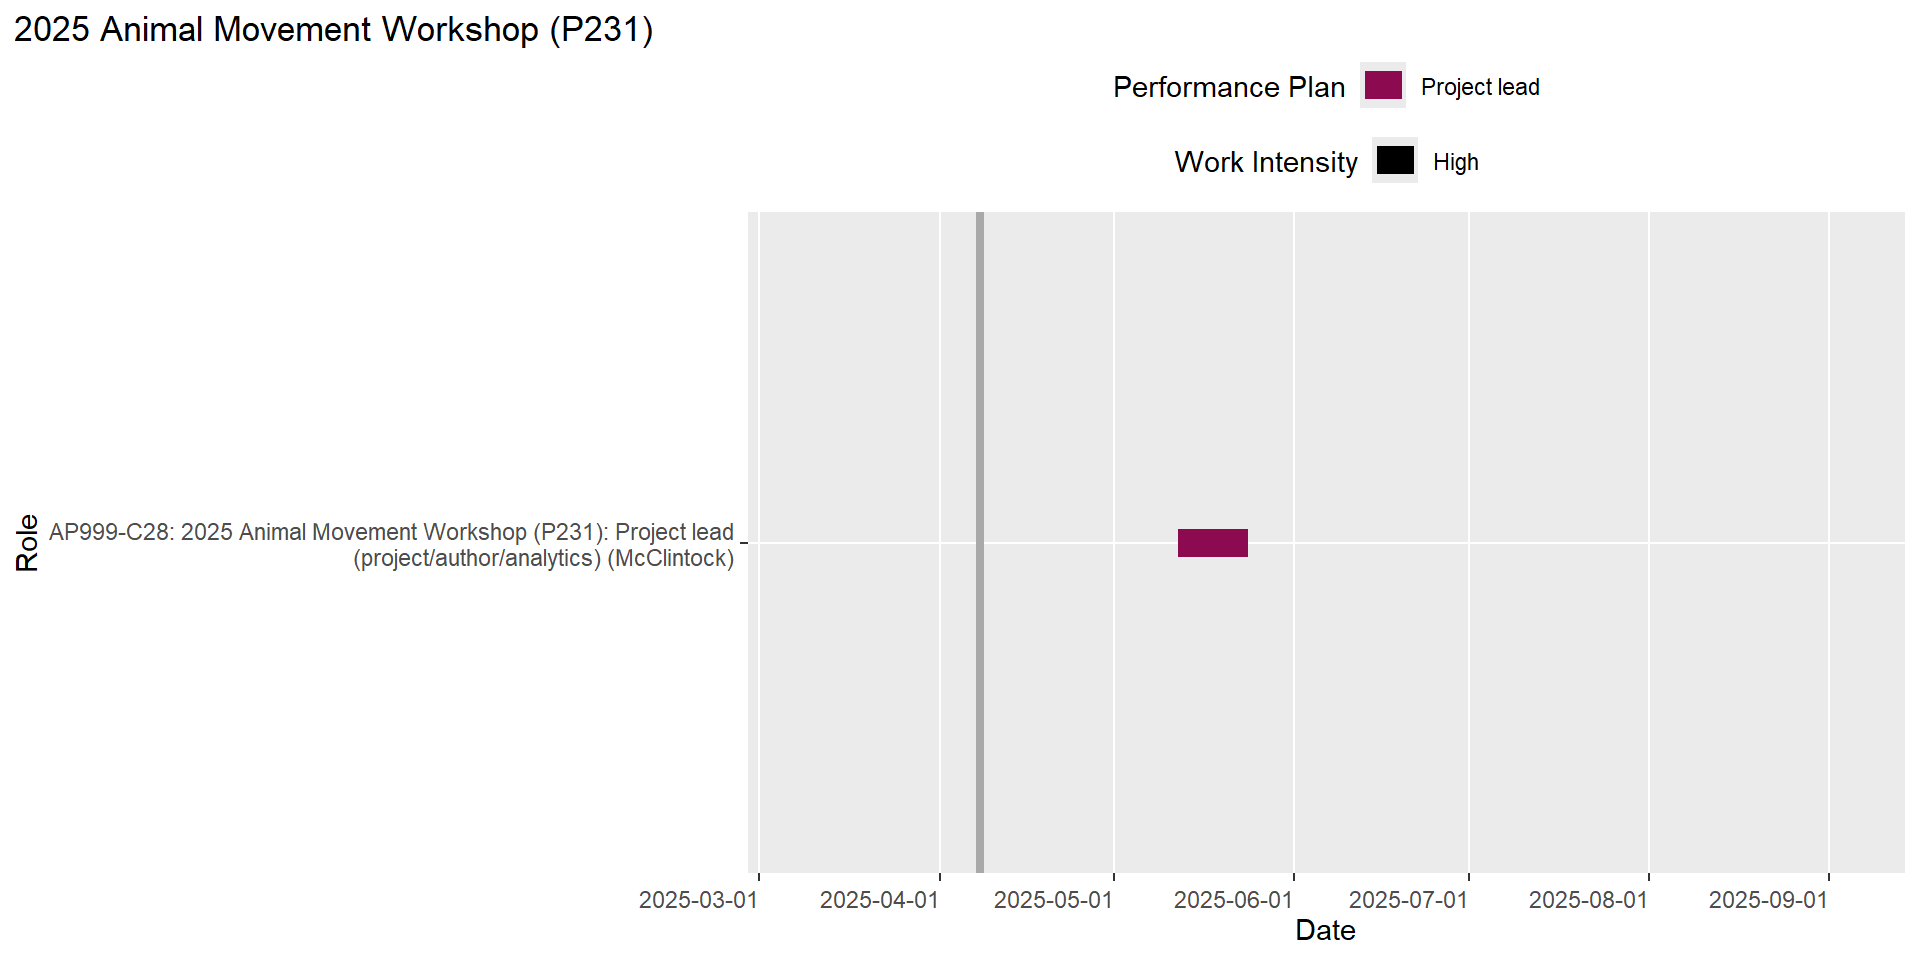 2025 Animal Movement Workshop (P231)
Performance Plan Project lead
Work Intensity High
Role
AP999-C28: 2025 Animal Movement Workshop (P231): Project lead
(project/author/analytics) (McClintock)
2025-03-01 2025-04-01 2025-05-01 2025-06-01 2025-07-01 2025-08-01 2025-09-01
Date